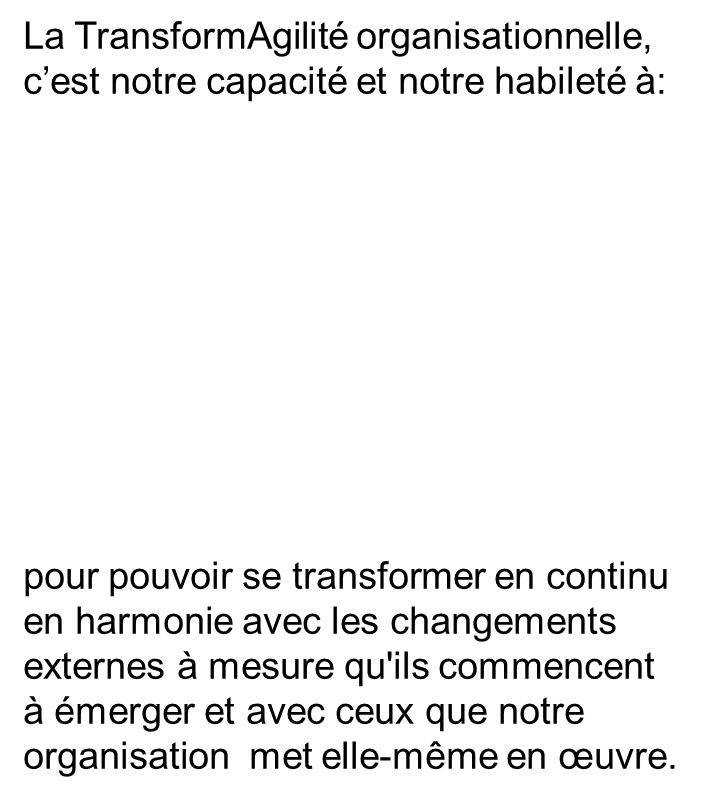 La TransformAgilité organisationnelle,
c’est notre capacité et notre habileté à:
pour pouvoir se transformer en continu
en harmonie avec les changements
externes à mesure qu'ils commencent
à émerger et avec ceux que notre
organisation  met elle-même en œuvre.